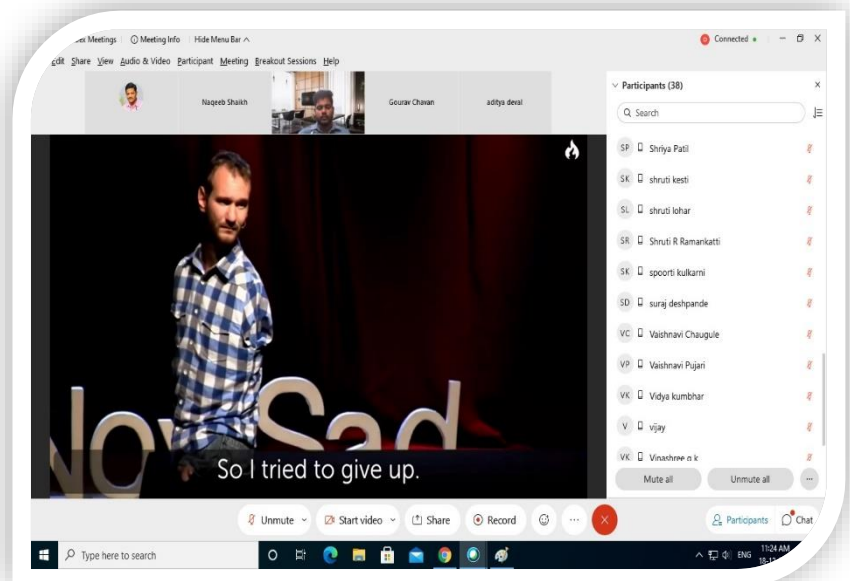 Meetings Meeting Info Hide Menu Bar Connected
Edit Share View Audio & Video Participant Meeting Breakout Sessions Help
Naqeeb Shaikh Gourav Chavan aditya deval
Participants (38)
Search
SP Shriya Patil
SK shruti kesti
SL shruti lohar
SR Shruti R Ramankatti
SK spoorti kulkarni
SD suraj deshpande
VC Vaishnavi Chaugule
VP Vaishnavi Pujari
VK Vidya kumbhar
V vijay
VK Vinashree g k
Mute all Unmute all
Novi Sad
So I tried to give up.
Unmute Start video Share Record Participants Chat
Type here to search
ENG 11:24 AM